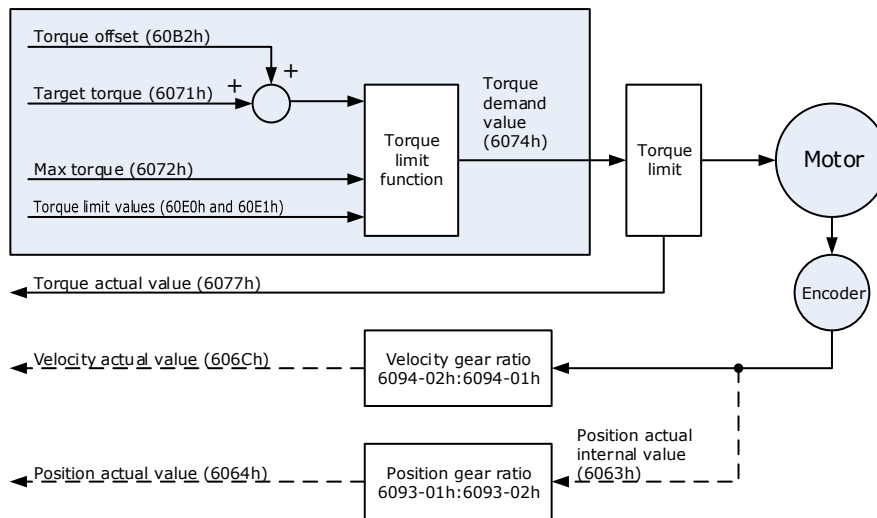 Torque offset (60B2h)
+
+
Target torque (6071h)
Torque
demand
value
(6074h)
Torque
limit
function
Torque
limit
Motor
Max torque (6072h)
Torque limit values (60E0h and 60E1h)
Torque actual value (6077h)
Encoder
Velocity actual value (606Ch)
Velocity gear ratio
6094-02h:6094-01h
Position actual
internal value
(6063h)
Position actual value (6064h)
Position gear ratio
6093-01h:6093-02h